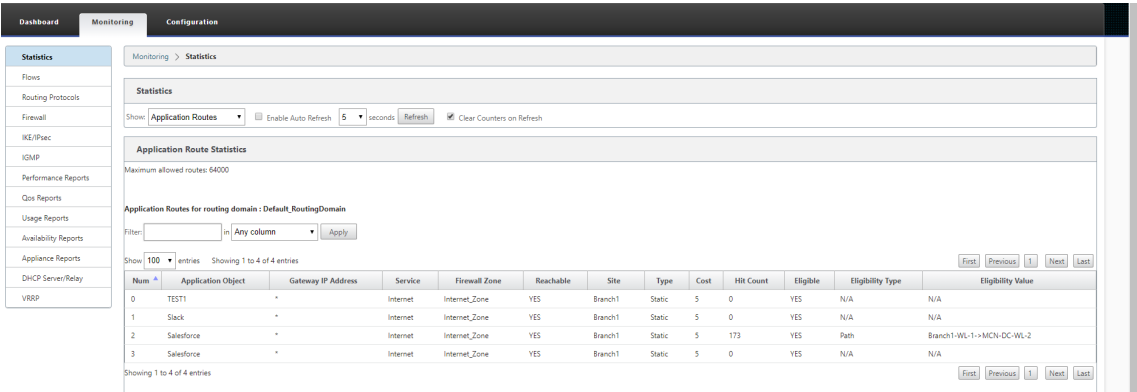 Dashboard Monitoring Configuration
Statistics
Flows
Routing Protocols
Firewall
IKE/IPsec
IGMP
Performance Reports
Qos Reports
Usage Reports
Availability Reports
Appliance Reports
DHCP Server/Relay
VRRP
Monitoring > Statistics
Statistics
Show: Application Routes Enable Auto Refresh 5 seconds Refresh Clear Counters on Refresh
Application Route Statistics
Maximum allowed routes: 64000
Application Routes for routing domain : Default_RoutingDomain
Filter: in Any column Apply
Show 100 entries Showing 1 to 4 of 4 entries First Previous 1 Next Last
Num Application Object Gateway IP Address Service Firewall Zone Reachable Site Type Cost Hit Count Eligible Eligibility Type Eligibility Value
0 TEST1 * Internet Internet_Zone YES Branch1 Static 5 0 YES N/A N/A
1 Slack * Internet Internet_Zone YES Branch1 Static 5 0 YES N/A N/A
2 Salesforce * Internet Internet_Zone YES Branch1 Static 5 173 YES Path Branch1-WL-1->MCN-DC-WL-2
3 Salesforce * Internet Internet_Zone YES Branch1 Static 5 0 YES N/A N/A
Showing 1 to 4 of 4 entries First Previous 1 Next Last